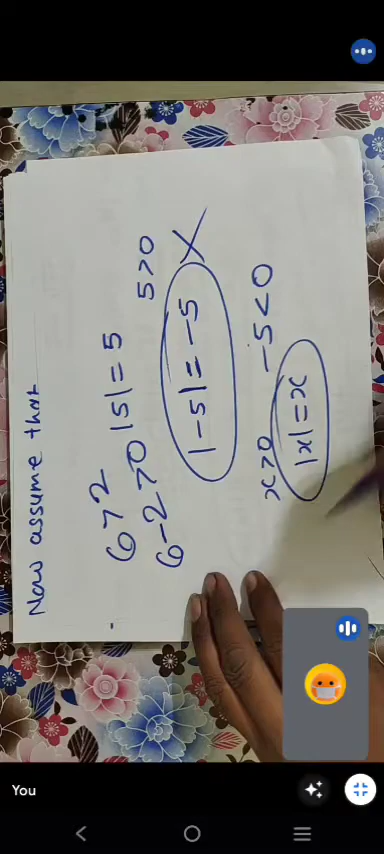 Now assume that
6>2
6-2>0 |5|=5 5>0
|-5|=-5 X
x>0 -5<0
|x|=x
You